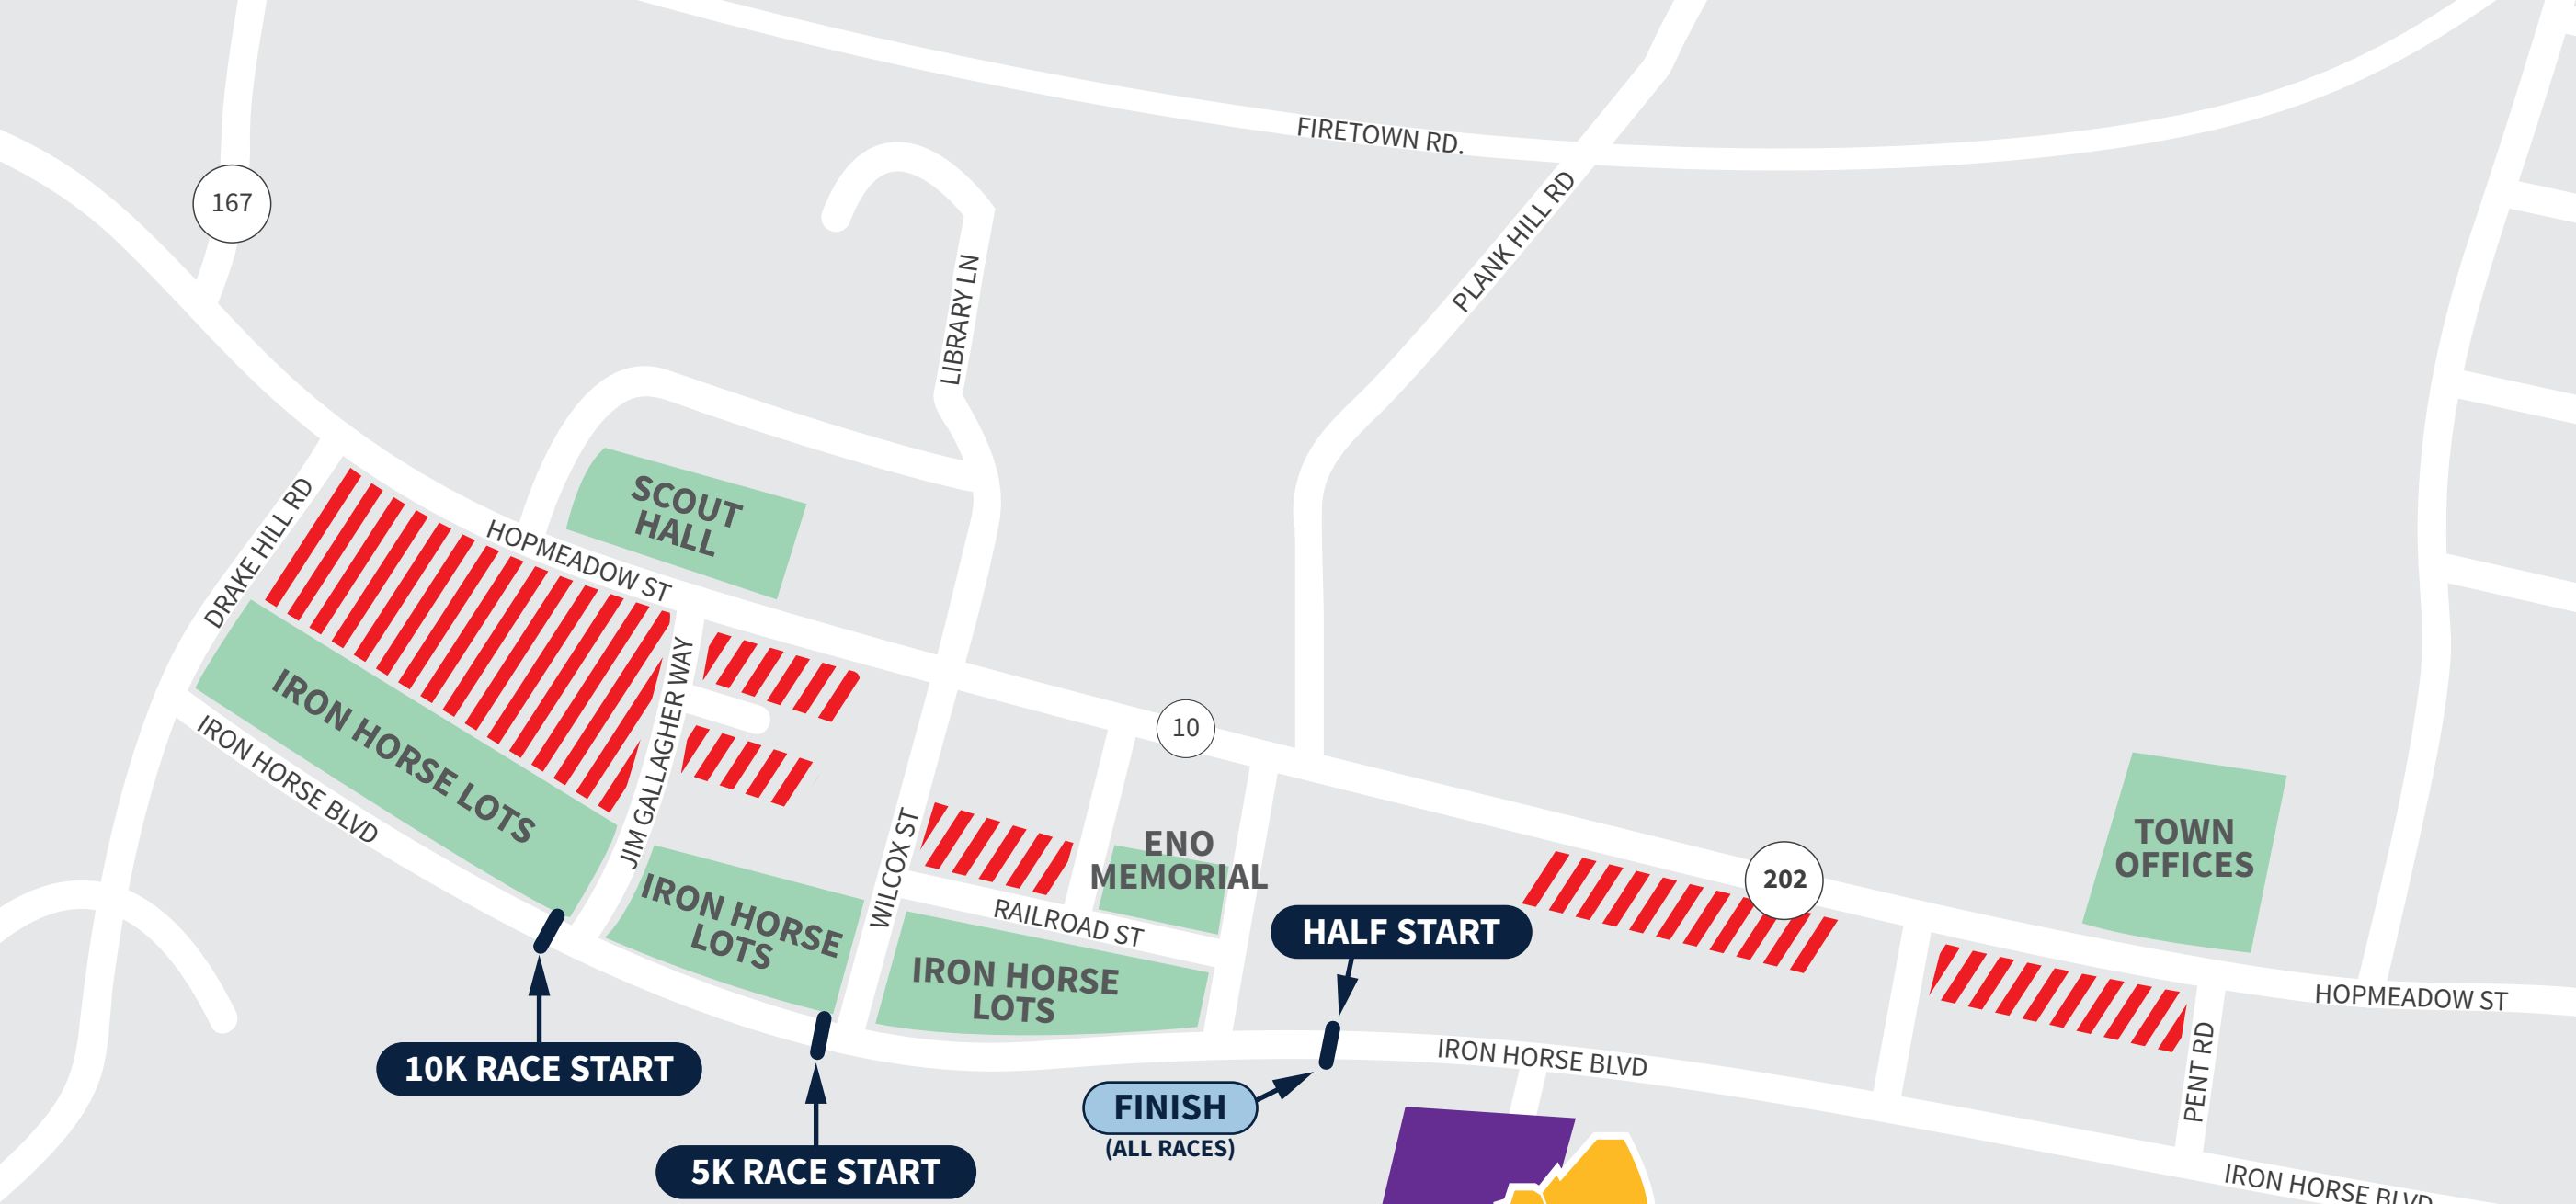 FIRETOWN RD.
167
PLANK HILL RD
LIBRARY LN
SCOUT
HALL
DRAKE HILL RD
HOPMEADOW ST
JIM GALLAGHER WAY
IRON HORSE LOTS
IRON HORSE BLVD
10
WILCOX ST
ENO
MEMORIAL
TOWN
OFFICES
202
IRON HORSE
LOTS
RAILROAD ST
HALF START
IRON HORSE
LOTS
HOPMEADOW ST
IRON HORSE BLVD
PENT RD
10K RACE START
FINISH
(ALL RACES)
5K RACE START
IRON HORSE BLVD